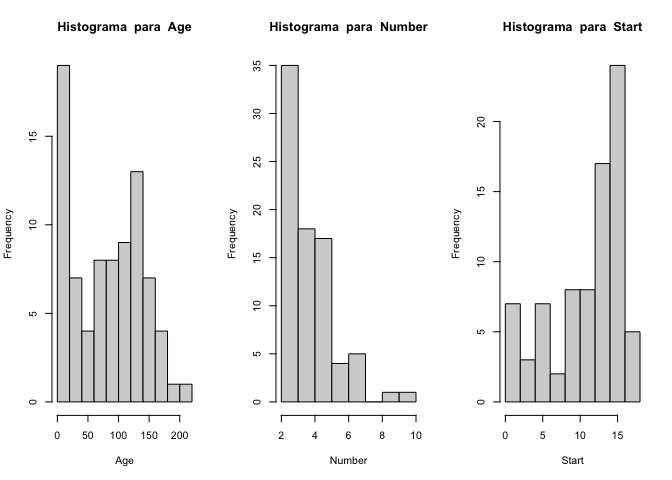 Histograma para Age
Frequency
0 5 10 15
0 50 100 150 200
Age
Histograma para Number
Frequency
0 5 10 15 20 25 30 35
2 4 6 8 10
Number
Histograma para Start
Frequency
0 5 10 15 20
0 5 10 15
Start